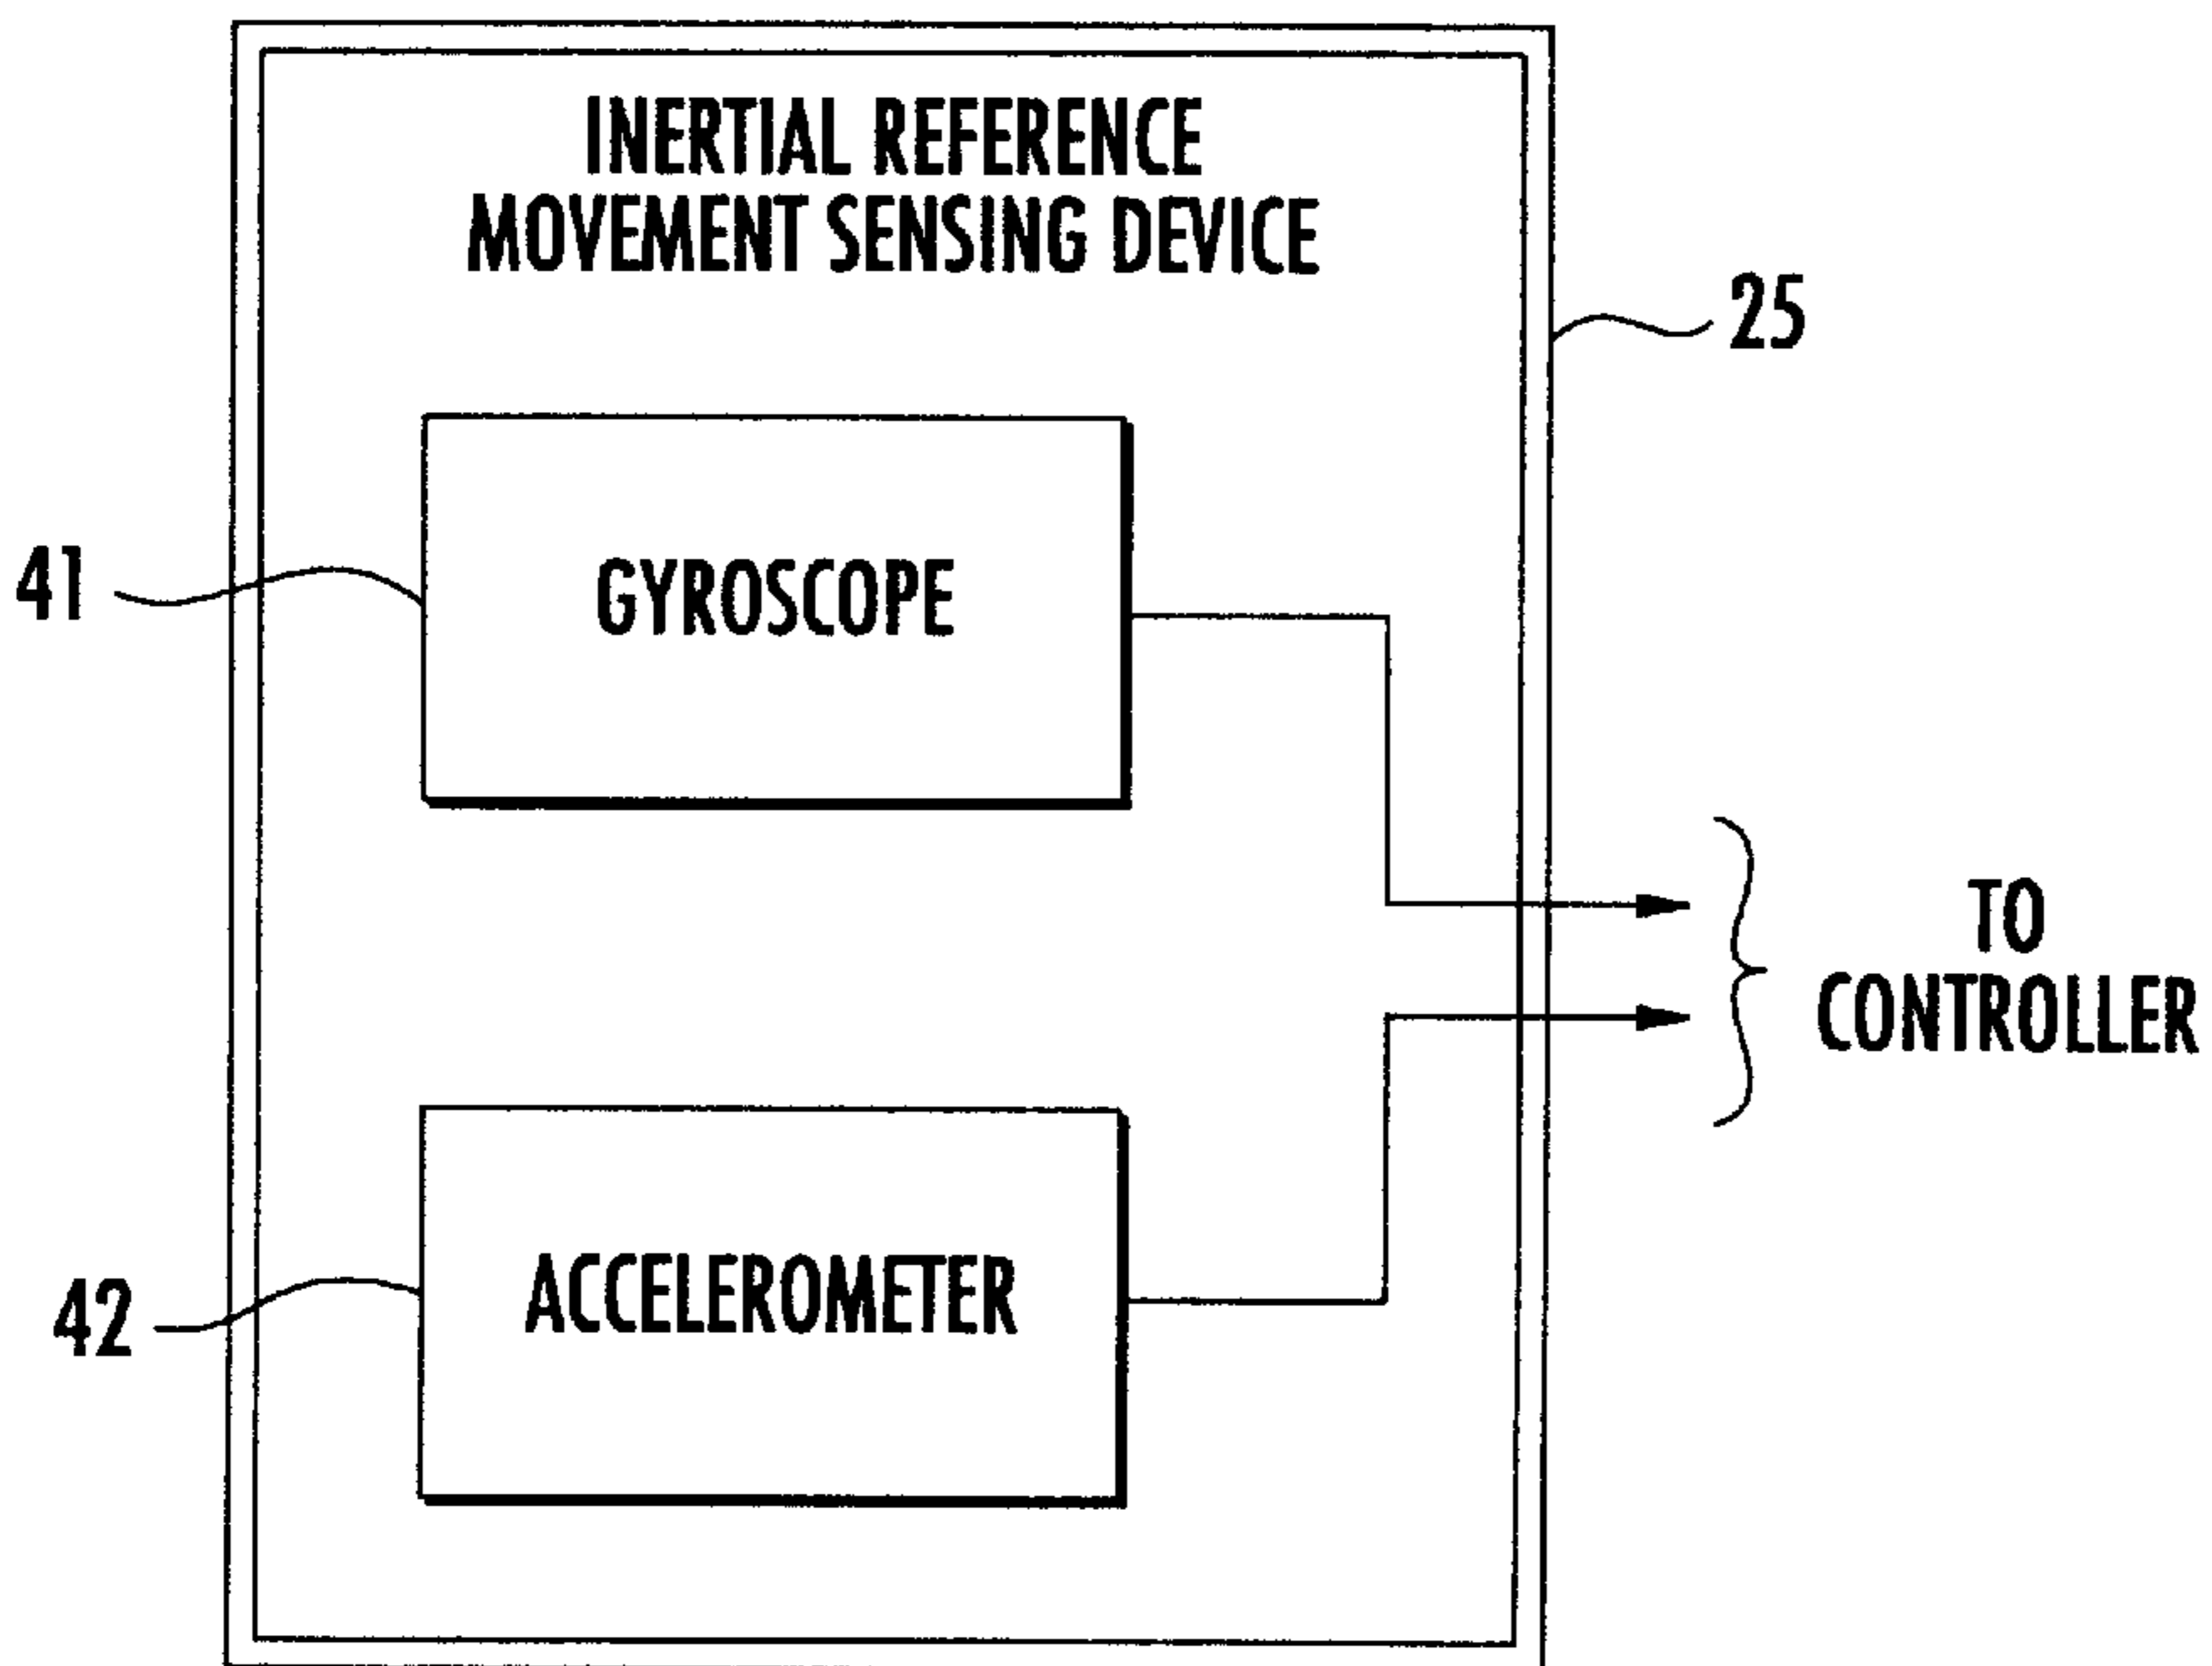 INERTIAL REFERENCE
MOVEMENT SENSING DEVICE
25
41
GYROSCOPE
TO
CONTROLLER
42
ACCELEROMETER